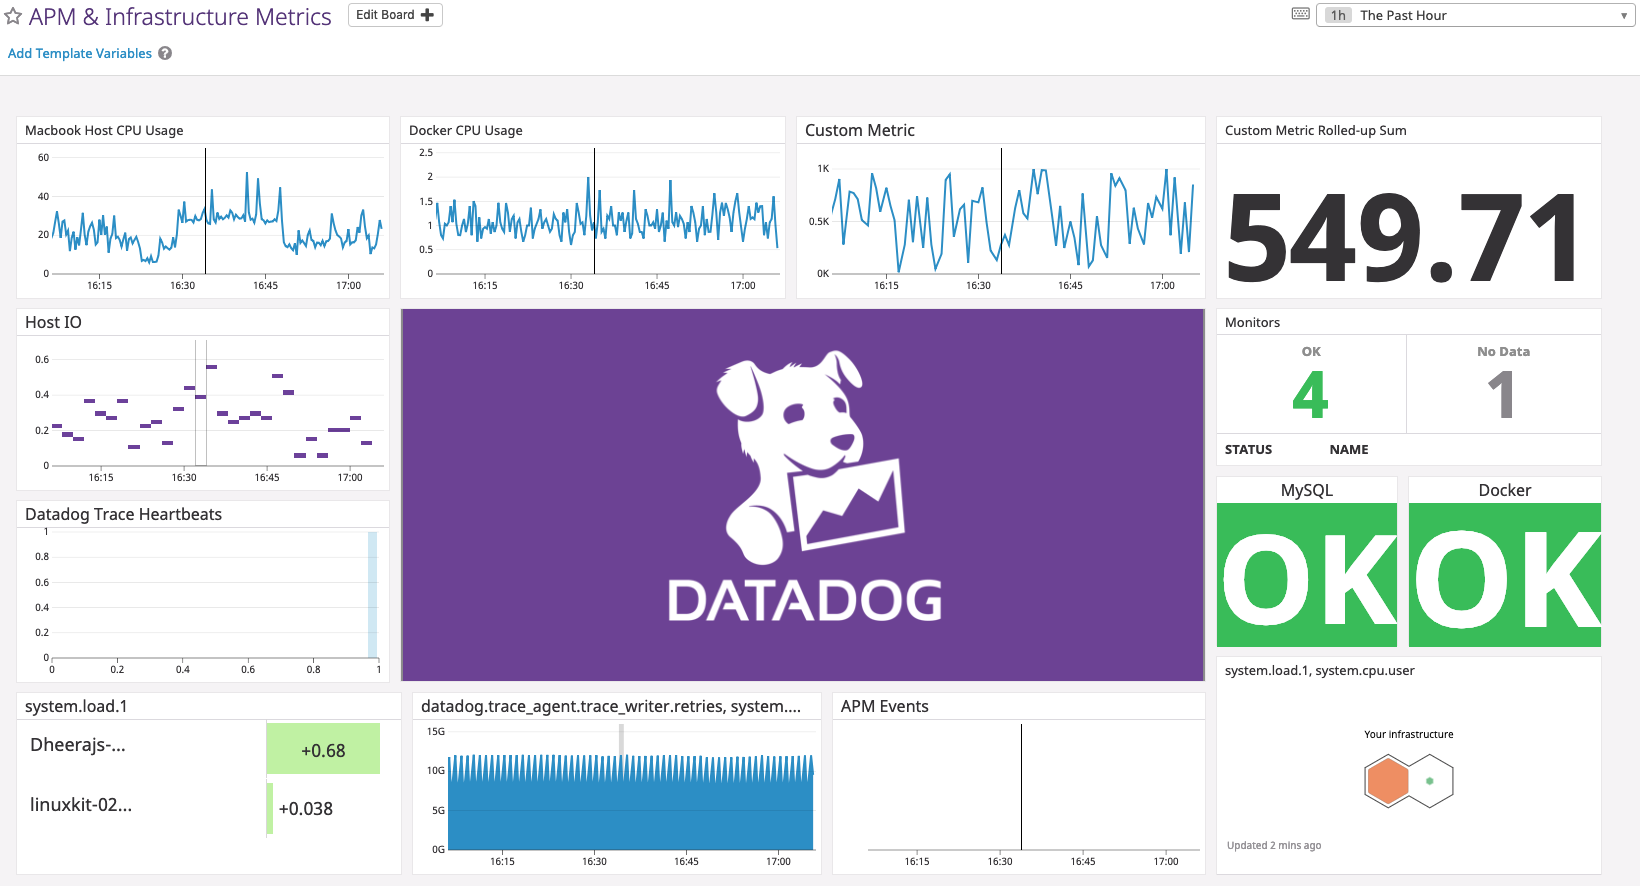 APM & Infrastructure Metrics
Edit Board
1h The Past Hour
Add Template Variables ?
Macbook Host CPU Usage
60
40
20
0
16:15 16:30 16:45 17:00
Docker CPU Usage
2.5
2
1.5
1
0.5
0
16:15 16:30 16:45 17:00
Custom Metric
1K
0.5K
0K
16:15 16:30 16:45 17:00
Custom Metric Rolled-up Sum
549.71
Host IO
0.6
0.4
0.2
0
16:15 16:30 16:45 17:00
DATADOG
Monitors
OK No Data
4 1
STATUS NAME
Datadog Trace Heartbeats
1
0.8
0.6
0.4
0.2
0
0 0.2 0.4 0.6 0.8 1
MySQL
OK
Docker
OK
system.load.1
Dheerajs-... +0.68
linuxkit-02... +0.038
datadog.trace_agent.trace_writer.retries, system....
15G
10G
5G
0G
16:15 16:30 16:45 17:00
APM Events
16:15 16:30 16:45 17:00
system.load.1, system.cpu.user
Your infrastructure
Updated 2 mins ago